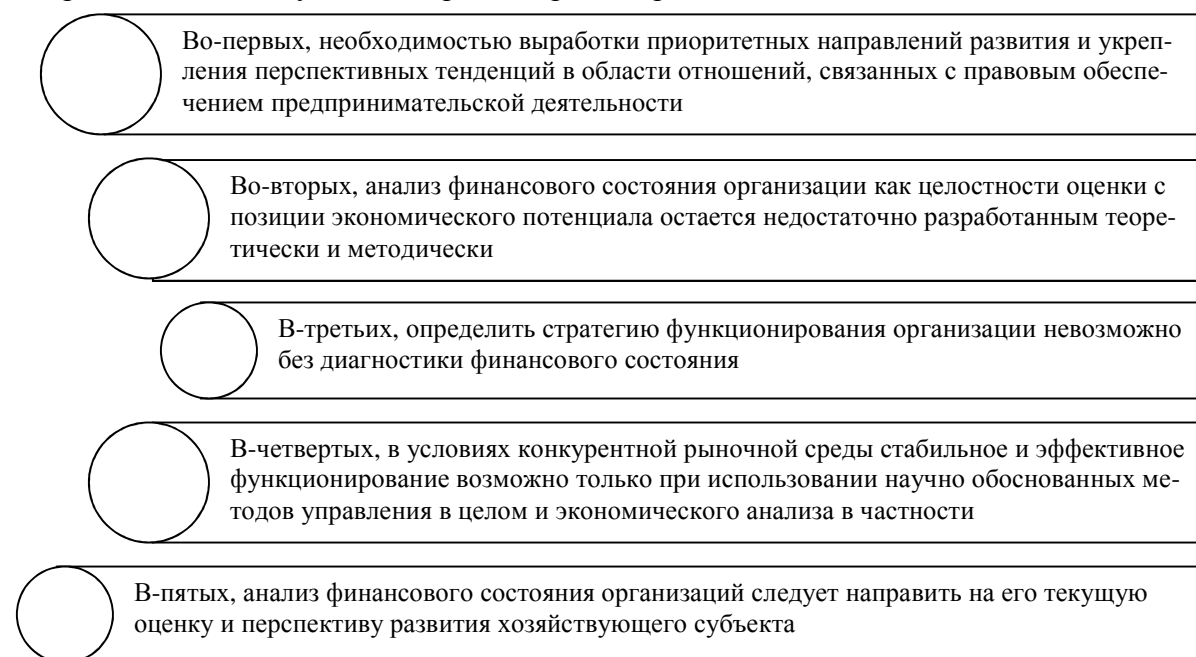 Во-первых, необходимостью выработки приоритетных направлений развития и укреп-
ления перспективных тенденций в области отношений, связанных с правовым обеспе-
чением предпринимательской деятельности
Во-вторых, анализ финансового состояния организации как целостности оценки с
позиции экономического потенциала остается недостаточно разработанным теоре-
тически и методически
В-третьих, определить стратегию функционирования организации невозможно
без диагностики финансового состояния
В-четвертых, в условиях конкурентной рыночной среды стабильное и эффективное
функционирование возможно только при использовании научно обоснованных ме-
тодов управления в целом и экономического анализа в частности
В-пятых, анализ финансового состояния организаций следует направить на его текущую
оценку и перспективу развития хозяйствующего субъекта